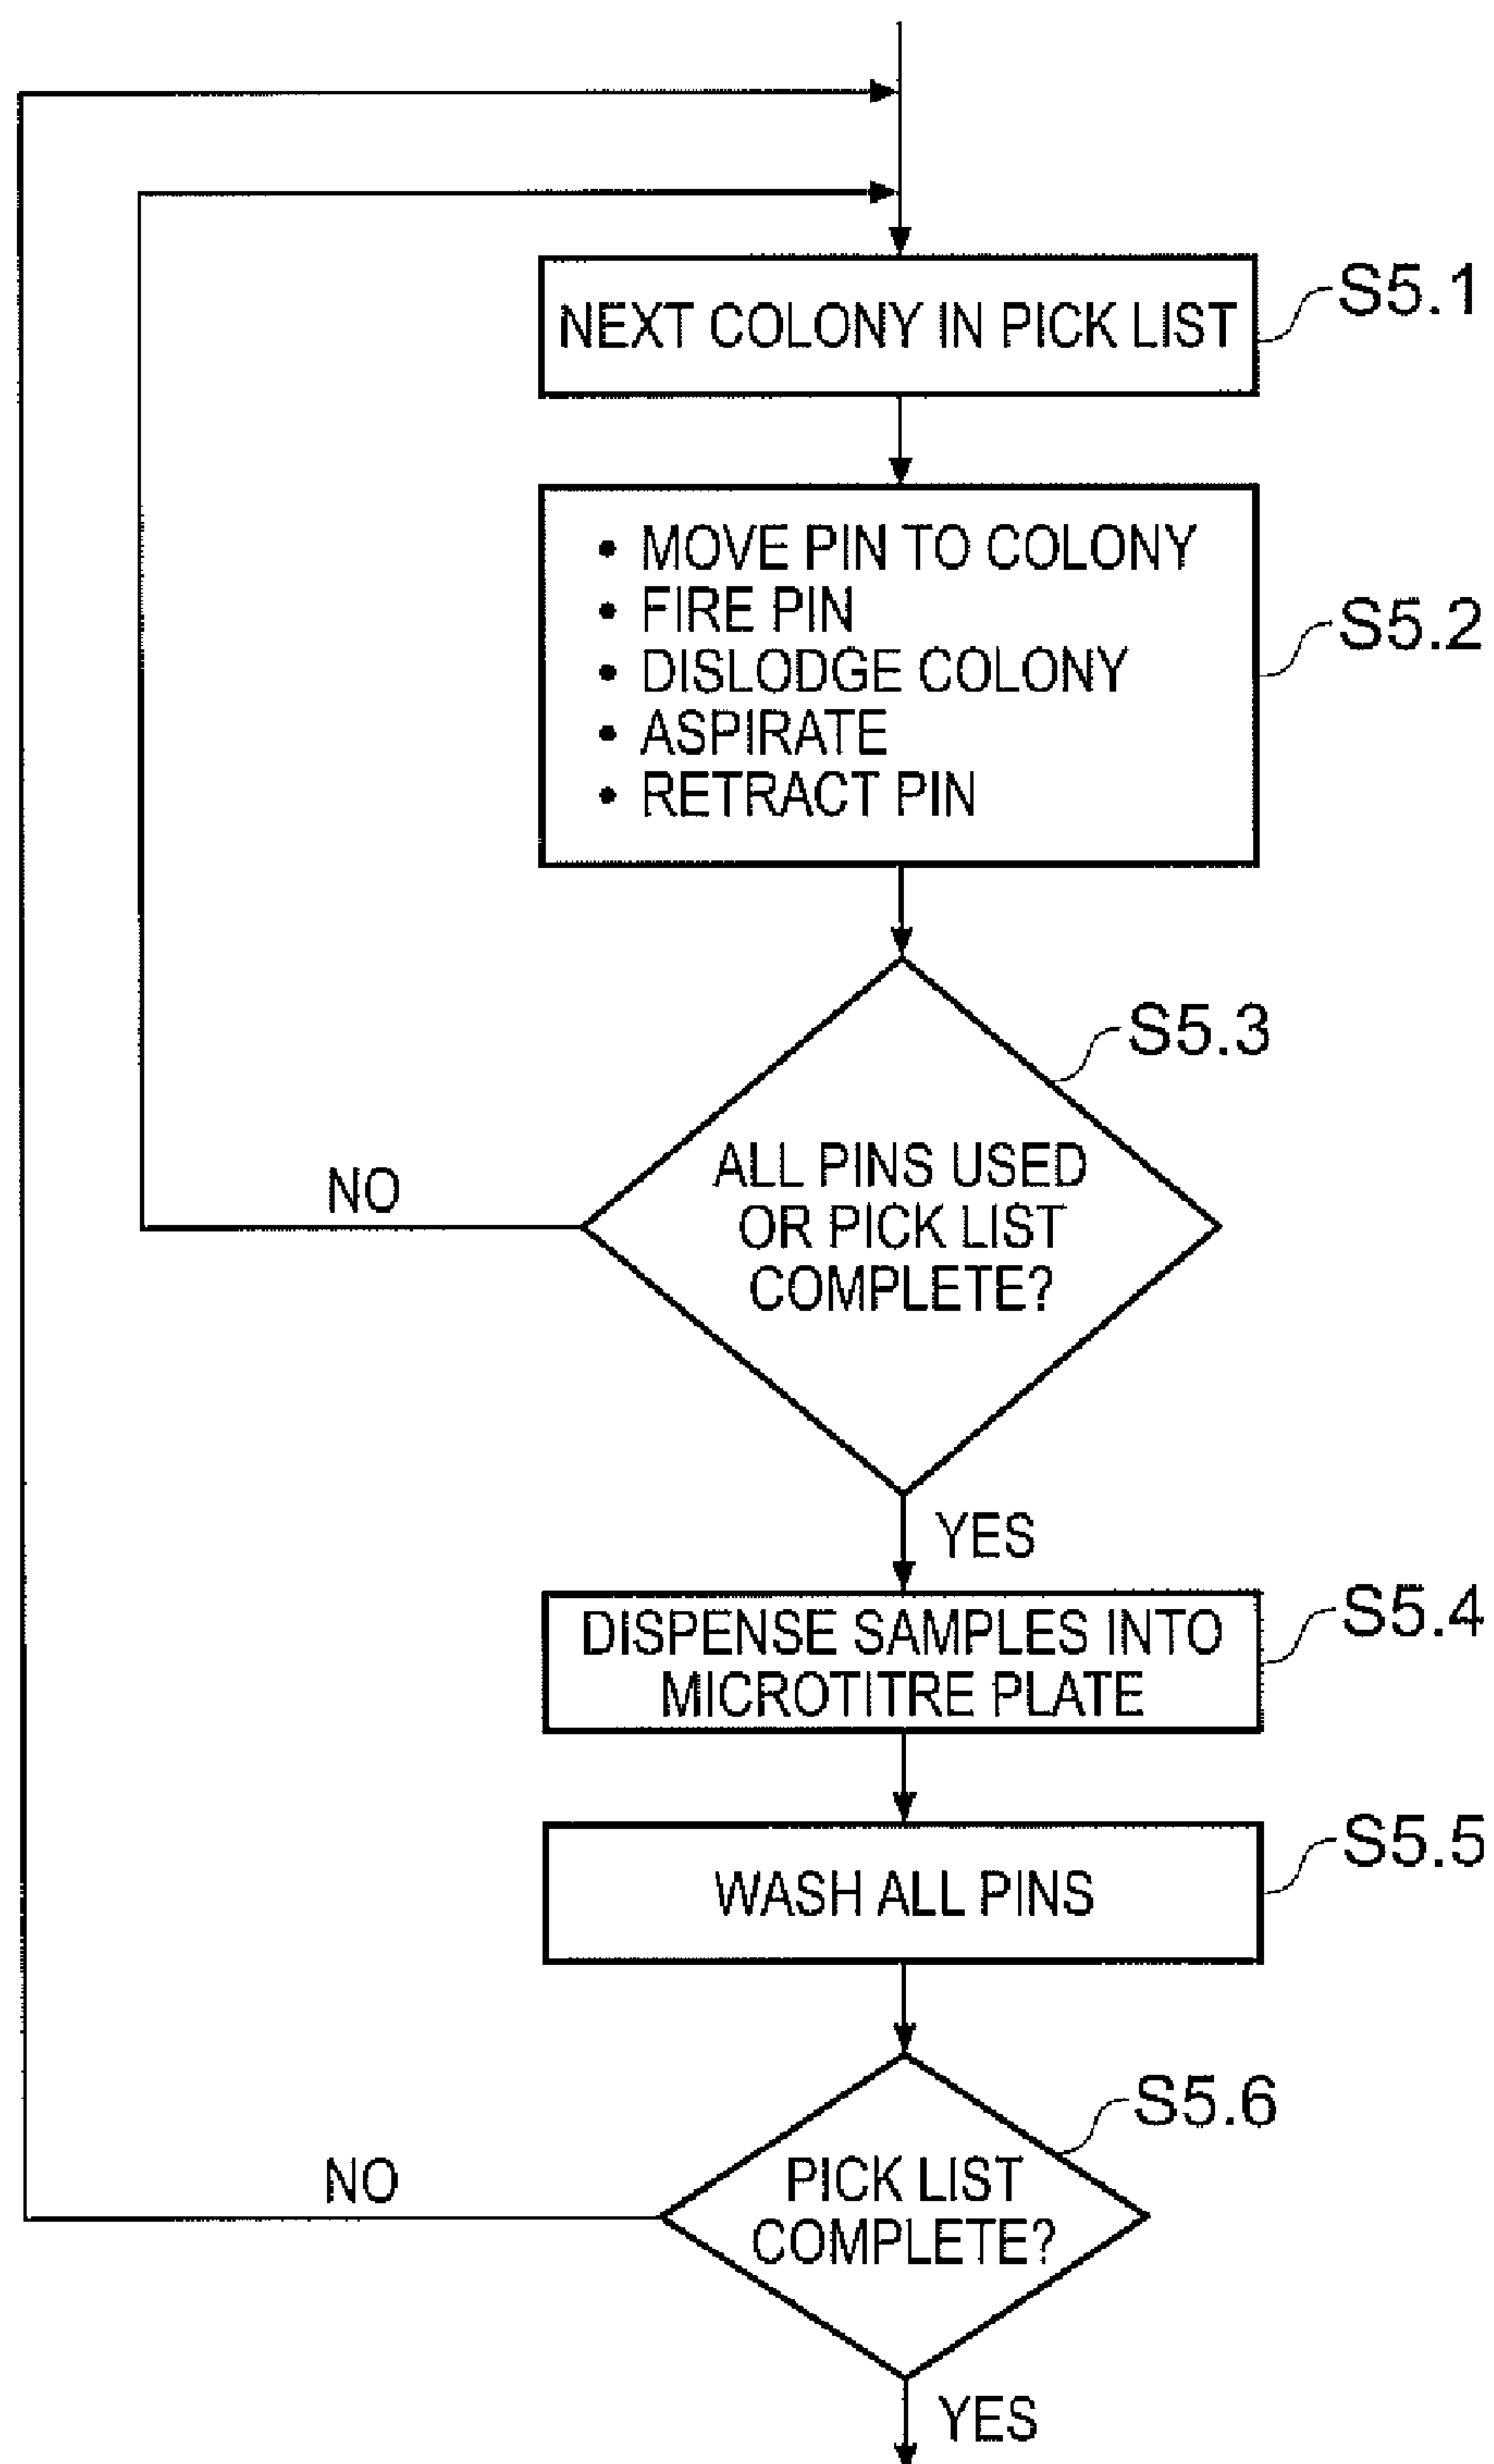 NEXT COLONY IN PICK LIST
S5.1
• MOVE PIN TO COLONY
• FIRE PIN
• DISLODGE COLONY
• ASPIRATE
• RETRACT PIN
S5.2
S5.3
ALL PINS USED
OR PICK LIST
COMPLETE?
NO
YES
DISPENSE SAMPLES INTO
MICROTITRE PLATE
S5.4
WASH ALL PINS
S5.5
S5.6
PICK LIST
COMPLETE?
NO
YES